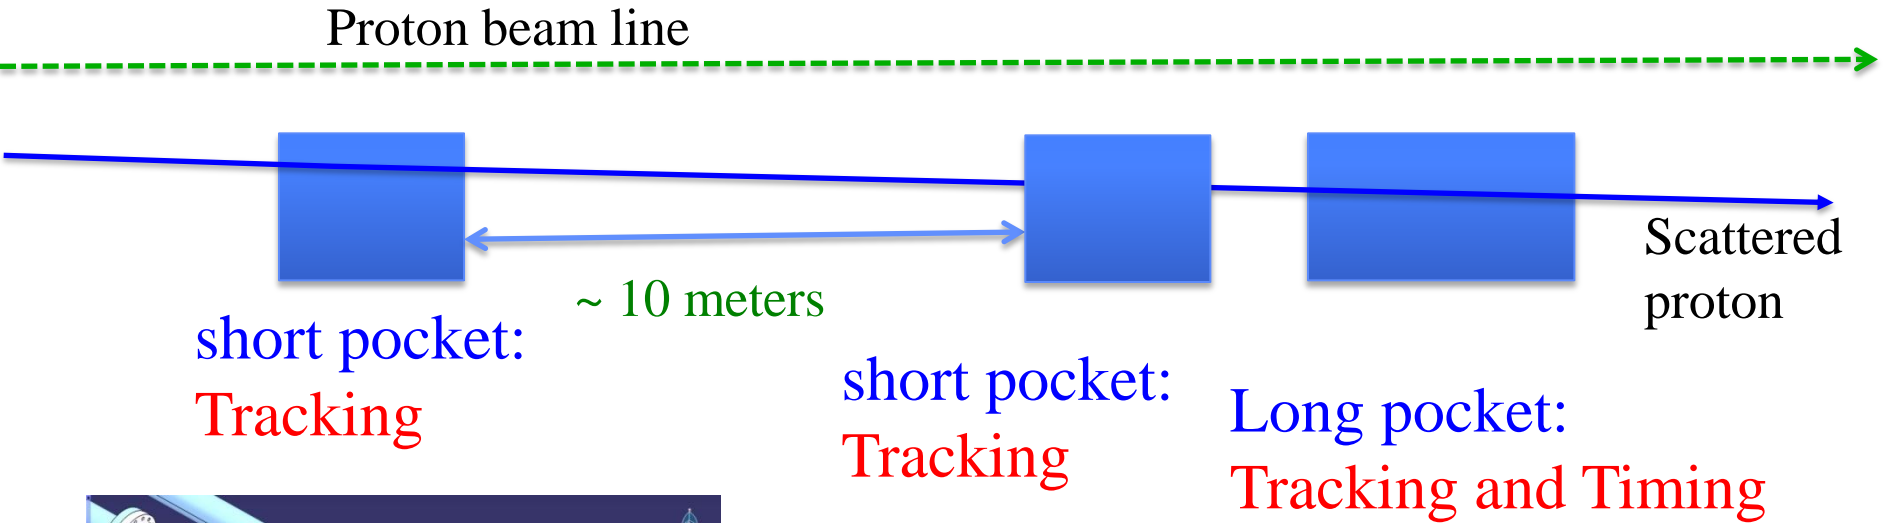 Proton beam line
~ 10 meters
Scattered
proton
short pocket:
Tracking
short pocket:
Tracking
Long pocket:
Tracking and Timing